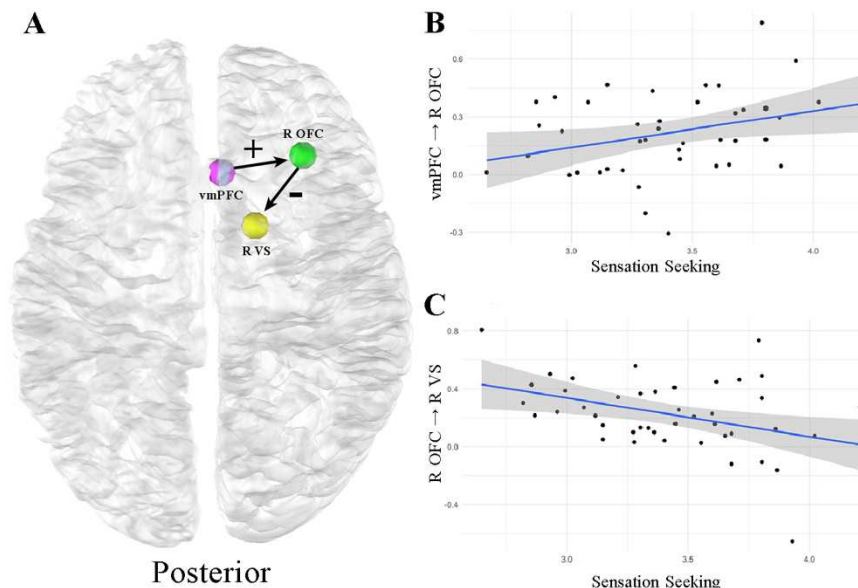 A
+
R OFC
vmPFC
-
R VS
Posterior
B
vmPFC → R OFC
0.6
0.3
0.0
-0.3
3.0 3.5 4.0
Sensation Seeking
C
R OFC → R VS
0.8
0.4
0.0
-0.4
3.0 3.5 4.0
Sensation Seeking